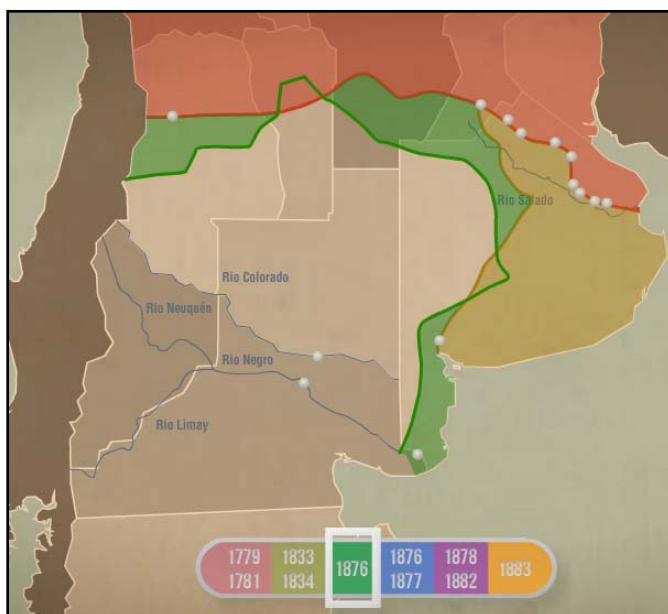 Río Salado
Río Colorado
Río Neuquén
Río Negro
Río Limay
1779
1781
1833
1834
1876
1876
1877
1878
1882
1883